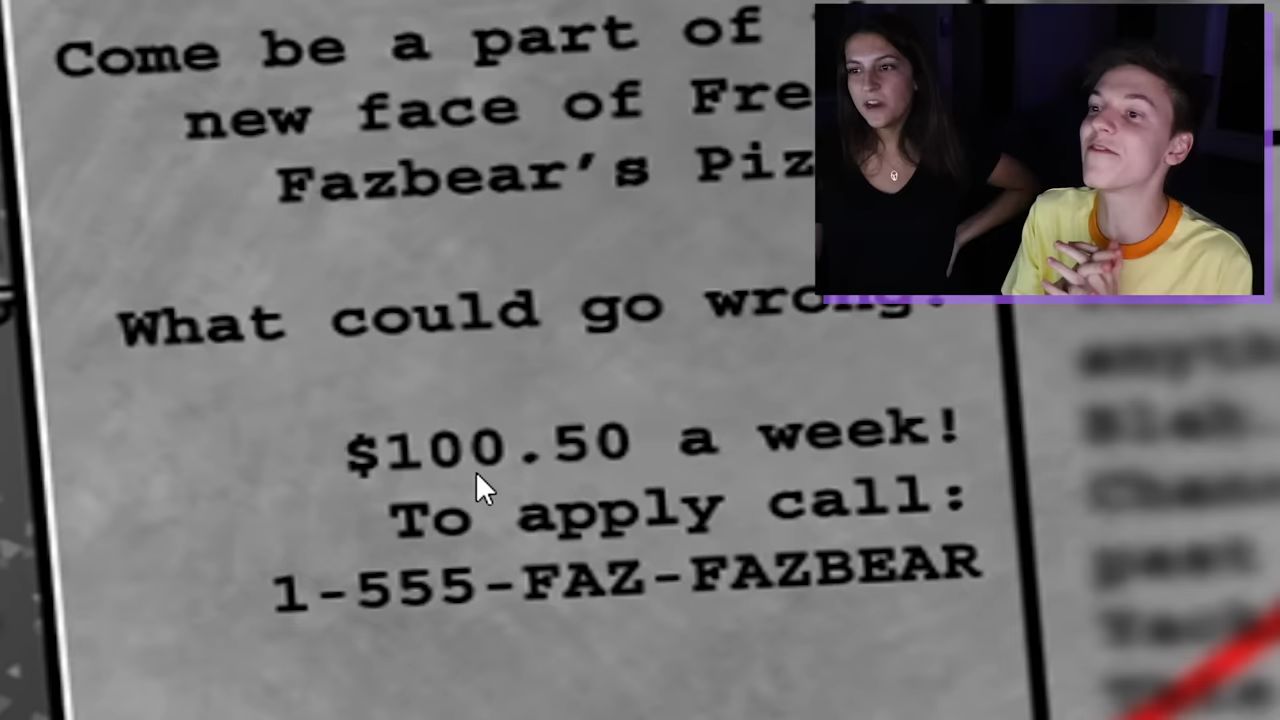 Come be a part of
new face of Fre
Fazbear's Piz
What could go wrong?
$100.50 a week!
To apply call:
1-555-FAZ-FAZBEAR